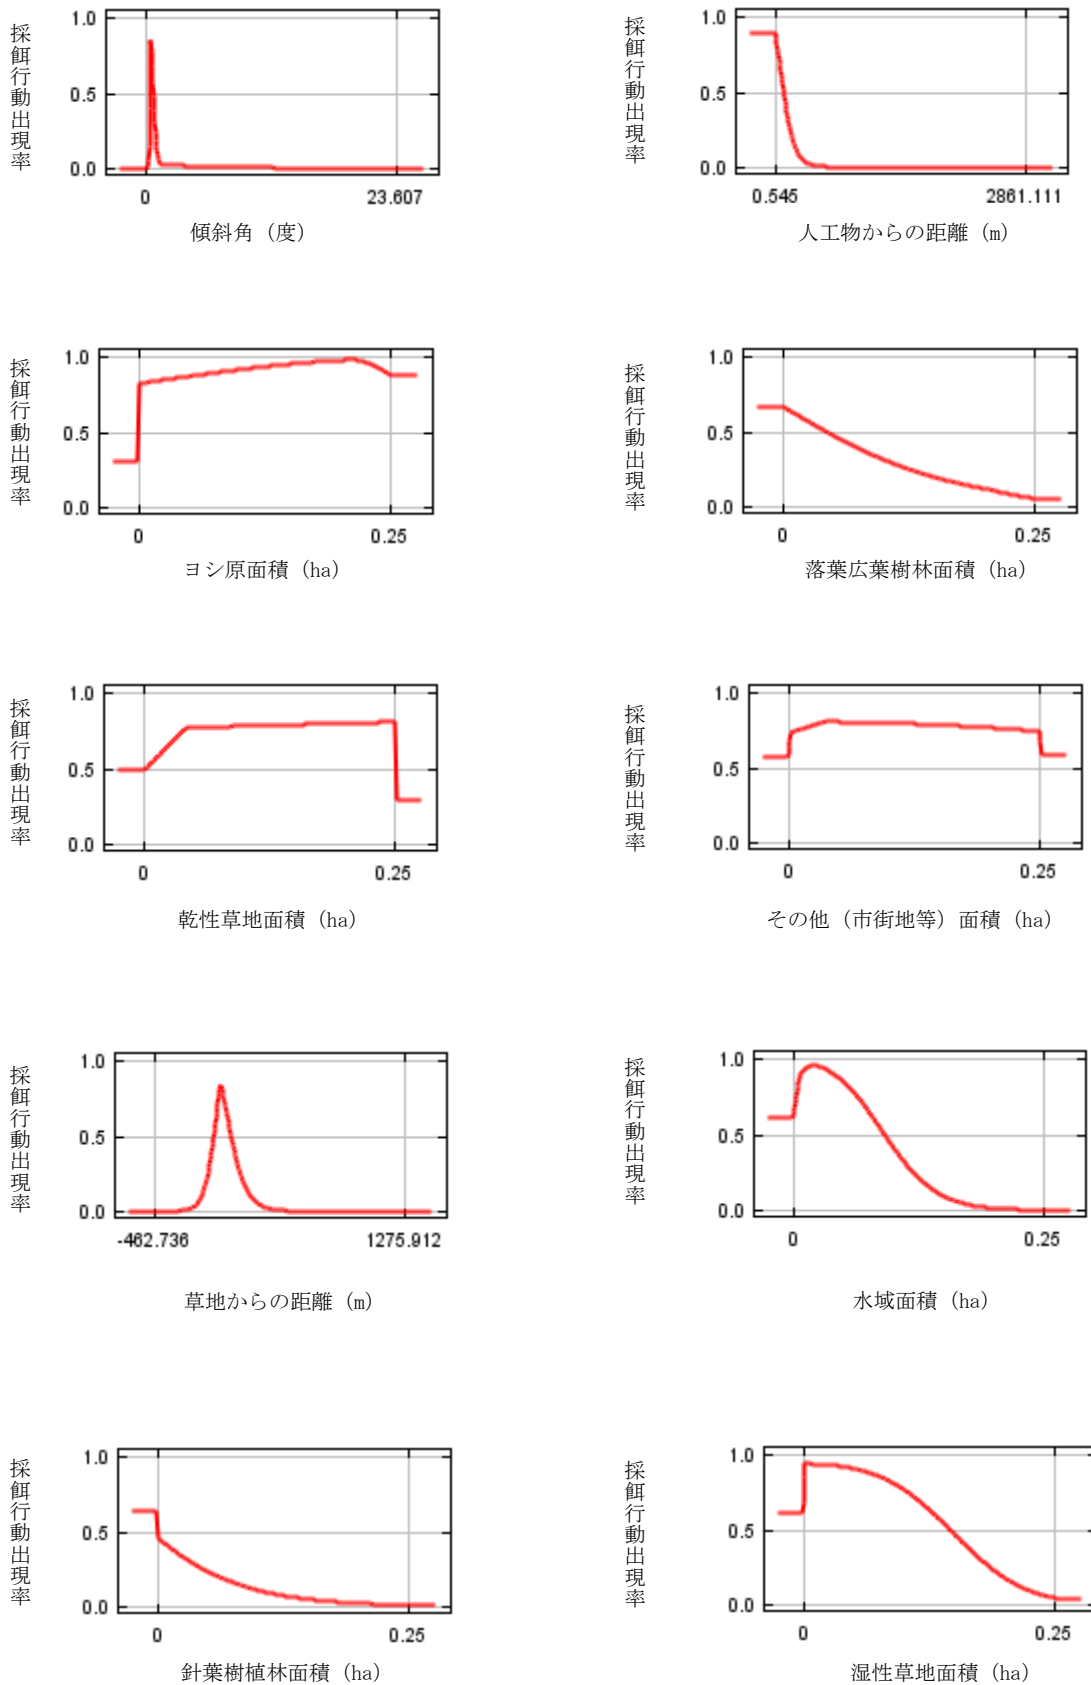 採餌行動出現率
1.0
0.5
0.0
0 23.607
傾斜角（度）
採餌行動出現率
1.0
0.5
0.0
0.545 2861.111
人工物からの距離（m）
採餌行動出現率
1.0
0.5
0.0
0 0.25
ヨシ原面積（ha）
採餌行動出現率
1.0
0.5
0.0
0 0.25
落葉広葉樹林面積（ha）
採餌行動出現率
1.0
0.5
0.0
0 0.25
乾性草地面積（ha）
採餌行動出現率
1.0
0.5
0.0
0 0.25
その他（市街地等）面積（ha）
採餌行動出現率
1.0
0.5
0.0
-462.736 1275.912
草地からの距離（m）
採餌行動出現率
1.0
0.5
0.0
0 0.25
水域面積（ha）
採餌行動出現率
1.0
0.5
0.0
0 0.25
針葉樹植林面積（ha）
採餌行動出現率
1.0
0.5
0.0
0 0.25
湿性草地面積（ha）